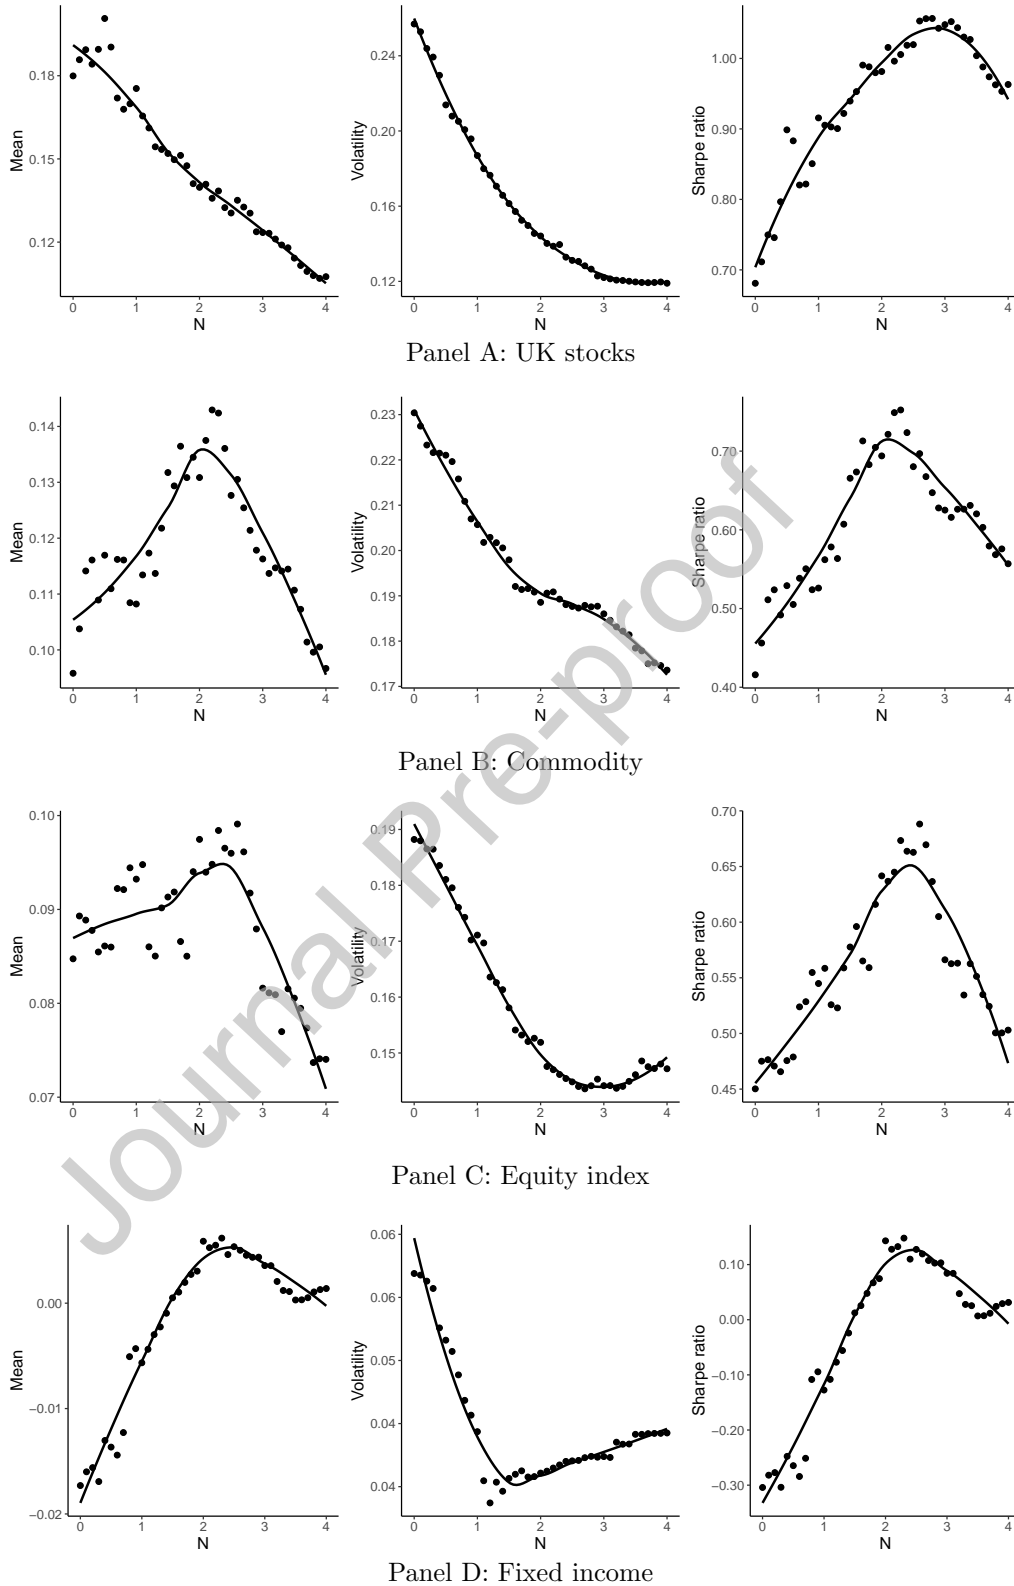 Mean
0.18
0.15
0.12
0 1 2 3 4
N
Volatility
0.24
0.20
0.16
0.12
0 1 2 3 4
N
Sharpe ratio
1.00
0.90
0.80
0.70
0 1 2 3 4
N
Panel A: UK stocks
Mean
0.14
0.13
0.12
0.11
0.10
0 1 2 3 4
N
Volatility
0.23
0.22
0.21
0.20
0.19
0.18
0.17
0 1 2 3 4
N
Sharpe ratio
0.70
0.60
0.50
0.40
0 1 2 3 4
N
Panel B: Commodity
Mean
0.10
0.09
0.08
0.07
0 1 2 3 4
N
Volatility
0.19
0.18
0.17
0.16
0.15
0 1 2 3 4
N
Sharpe ratio
0.70
0.65
0.60
0.55
0.50
0.45
0 1 2 3 4
N
Panel C: Equity index
Mean
0.00
−0.01
−0.02
0 1 2 3 4
N
Volatility
0.06
0.06
0.05
0.04
0.04
0 1 2 3 4
N
Sharpe ratio
0.10
0.00
−0.10
−0.20
−0.30
0 1 2 3 4
N
Panel D: Fixed income
Journal Pre-proof